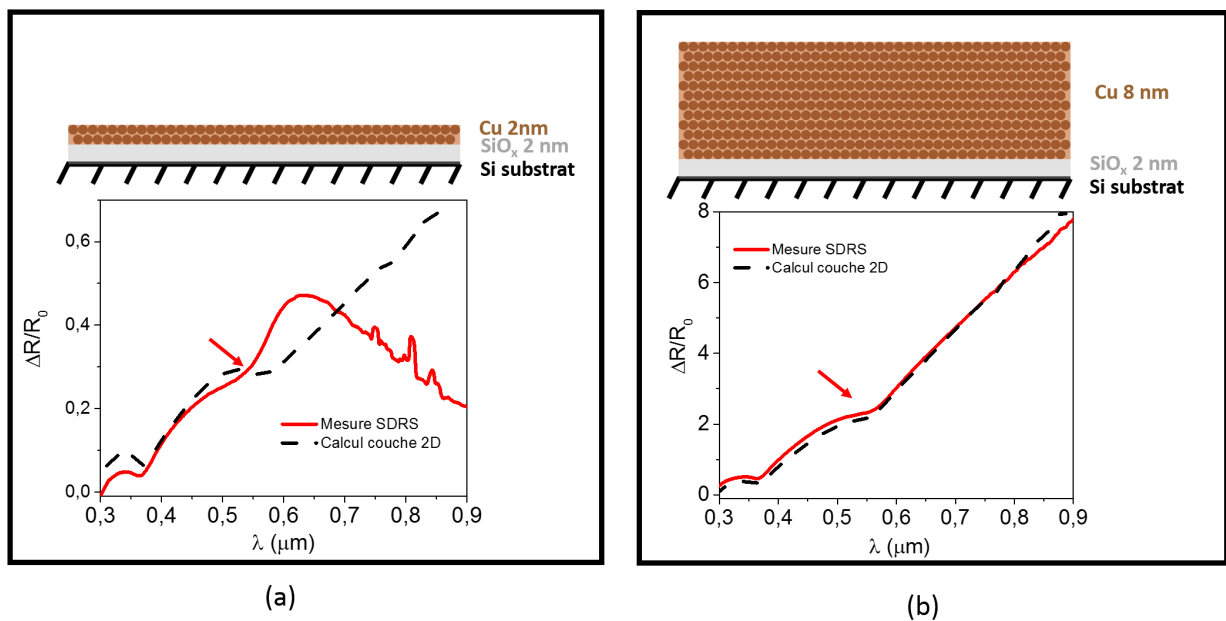 Cu 2nm
SiOx 2 nm
Si substrat
0,6
0,4
0,2
0,0
ΔR/R0
Mesure SDRS
Calcul couche 2D
0,3 0,4 0,5 0,6 0,7 0,8 0,9
λ (μm)
(a)
Cu 8 nm
SiOx 2 nm
Si substrat
8
6
4
2
0
ΔR/R0
Mesure SDRS
Calcul couche 2D
0,3 0,4 0,5 0,6 0,7 0,8 0,9
λ (μm)
(b)